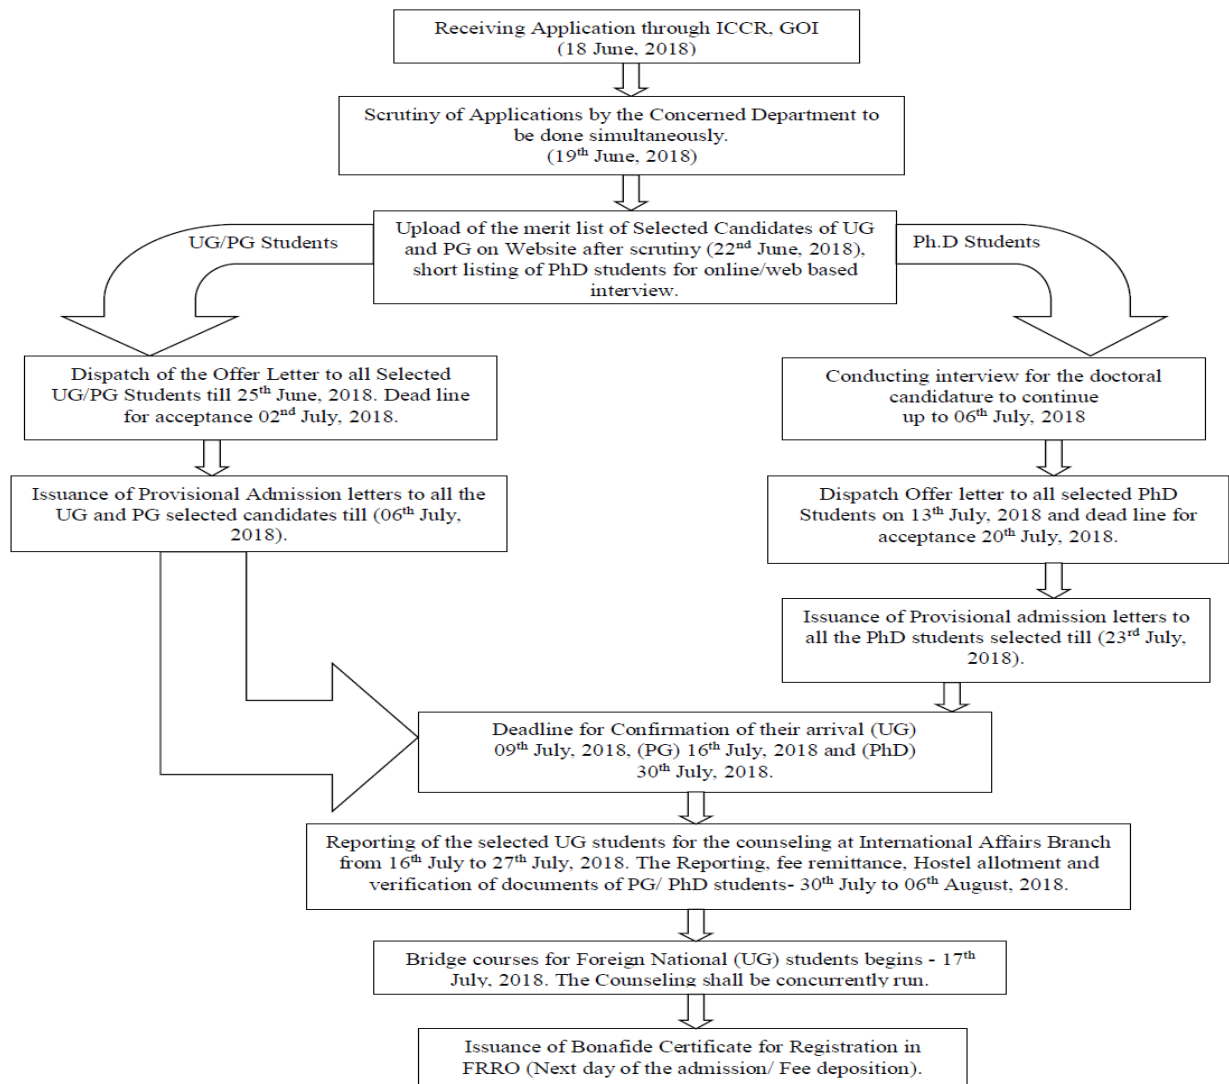 Receiving Application through ICCR, GOI
(18 June, 2018)
Scrutiny of Applications by the Concerned Department to
be done simultaneously.
(19th June, 2018)
UG/PG Students
Upload of the merit list of Selected Candidates of UG
and PG on Website after scrutiny (22nd June, 2018),
short listing of PhD students for online/web based
interview.
Ph.D Students
Dispatch of the Offer Letter to all Selected
UG/PG Students till 25th June, 2018. Dead line
for acceptance 02nd July, 2018.
Conducting interview for the doctoral
candidature to continue
up to 06th July, 2018
Issuance of Provisional Admission letters to all the
UG and PG selected candidates till (06th July,
2018).
Dispatch Offer letter to all selected PhD
Students on 13th July, 2018 and dead line for
acceptance 20th July, 2018.
Issuance of Provisional admission letters to
all the PhD students selected till (23rd July,
2018).
Deadline for Confirmation of their arrival (UG)
09th July, 2018, (PG) 16th July, 2018 and (PhD)
30th July, 2018.
Reporting of the selected UG students for the counseling at International Affairs Branch
from 16th July to 27th July, 2018. The Reporting, fee remittance, Hostel allotment and
verification of documents of PG/ PhD students- 30th July to 06th August, 2018.
Bridge courses for Foreign National (UG) students begins - 17th
July, 2018. The Counseling shall be concurrently run.
Issuance of Bonafide Certificate for Registration in
FRRO (Next day of the admission/ Fee deposition).